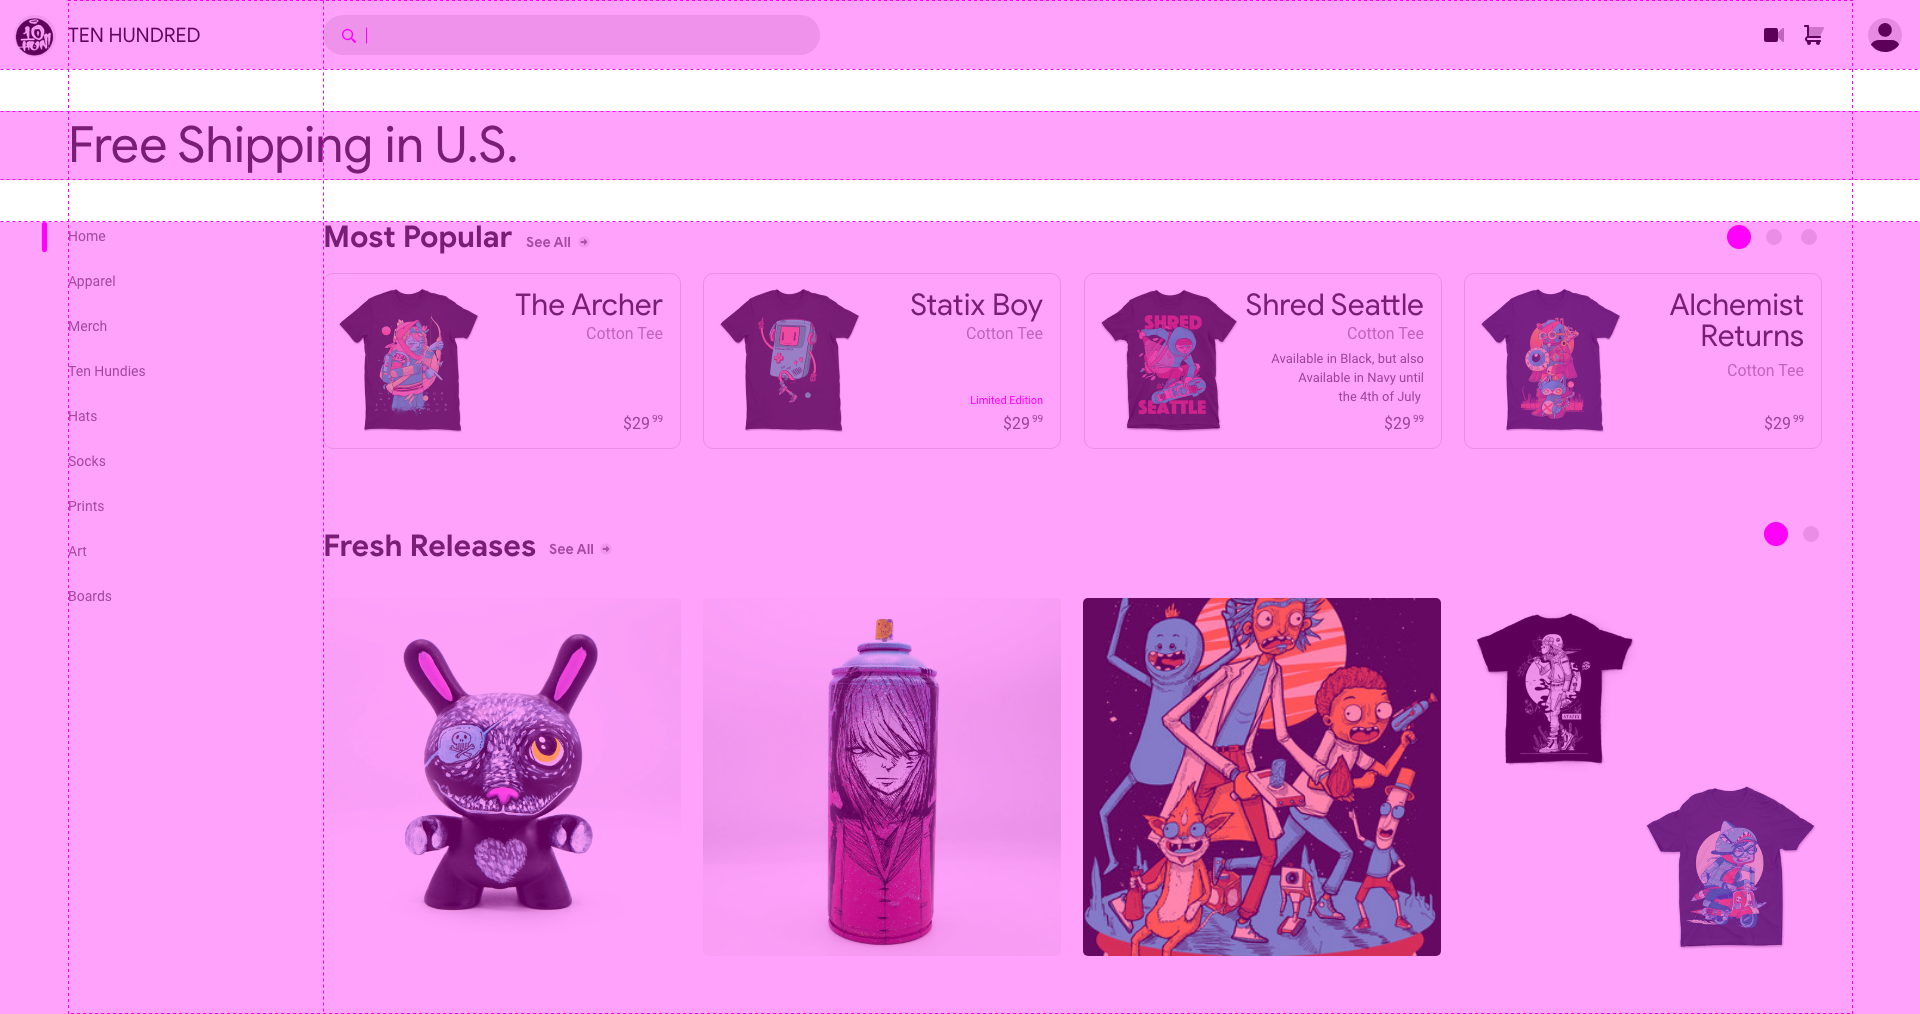 TEN HUNDRED
Free Shipping in U.S.
Home
Apparel
Merch
Ten Hundies
Hats
Socks
Prints
Art
Boards
Most Popular See All
The Archer
Cotton Tee
$29 99
Statix Boy
Cotton Tee
Limited Edition
$29 99
SHRED
SEATTLE
Shred Seattle
Cotton Tee
Available in Black, but also
Available in Navy until
the 4th of July
$29 99
Alchemist
Returns
Cotton Tee
$29 99
Fresh Releases See All